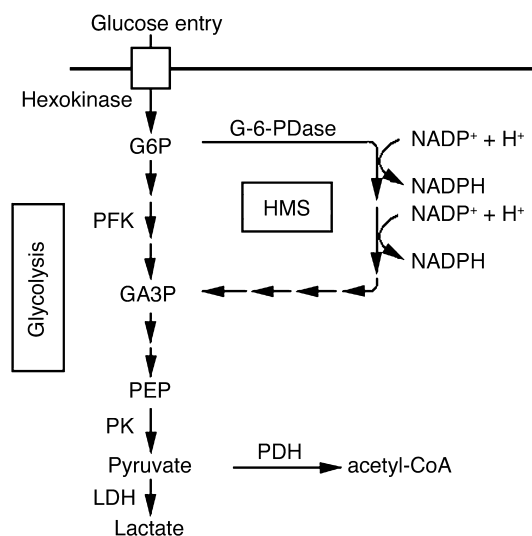 Glucose entry
Hexokinase
G6P
G-6-PDase
NADP⁺ + H⁺
NADPH
HMS
NADP⁺ + H⁺
PFK
NADPH
Glycolysis
GA3P
PEP
PK
Pyruvate
PDH
acetyl-CoA
LDH
Lactate